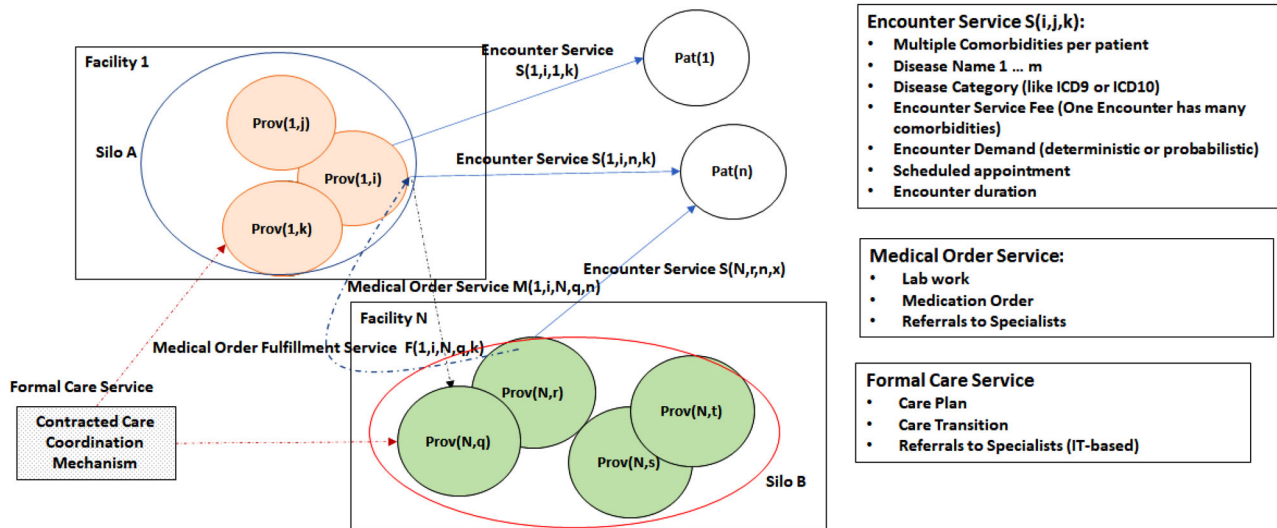 Facility 1
Silo A
Prov(1,j)
Prov(1,i)
Prov(1,k)
Encounter Service
S(1,i,1,k)
Pat(1)
Encounter Service S(1,i,n,k)
Pat(n)
Encounter Service S(N,r,n,x)
Medical Order Service M(1,i,N,q,n)
Facility N
Medical Order Fulfillment Service F(1,i,N,q,k)
Prov(N,r)
Prov(N,t)
Prov(N,q)
Prov(N,s)
Silo B
Formal Care Service
Contracted Care
Coordination
Mechanism
Encounter Service S(i,j,k):
• Multiple Comorbidities per patient
• Disease Name 1 ... m
• Disease Category (like ICD9 or ICD10)
• Encounter Service Fee (One Encounter has many
comorbidities)
• Encounter Demand (deterministic or probabilistic)
• Scheduled appointment
• Encounter duration
Medical Order Service:
• Lab work
• Medication Order
• Referrals to Specialists
Formal Care Service
• Care Plan
• Care Transition
• Referrals to Specialists (IT-based)